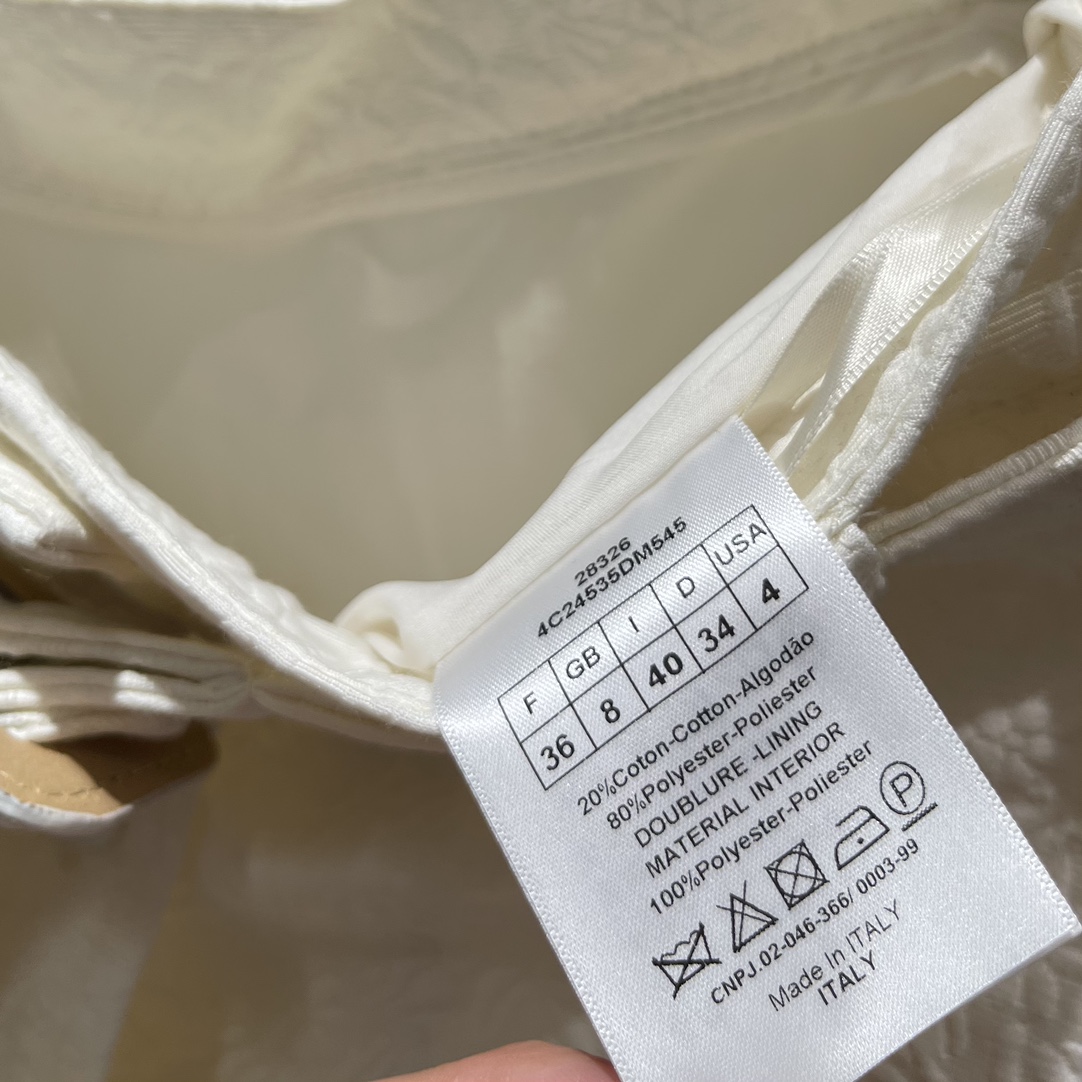 28326
4C24535DM545
F GB I D USA
36 8 40 34 4
20%Coton-Cotton-Algodão
80%Polyester-Poliester
DOUBLURE -LINING
MATERIAL INTERIOR
100%Polyester-Poliester
P
CNPJ.02-046-366/ 0003-99
Made In ITALY
ITALY